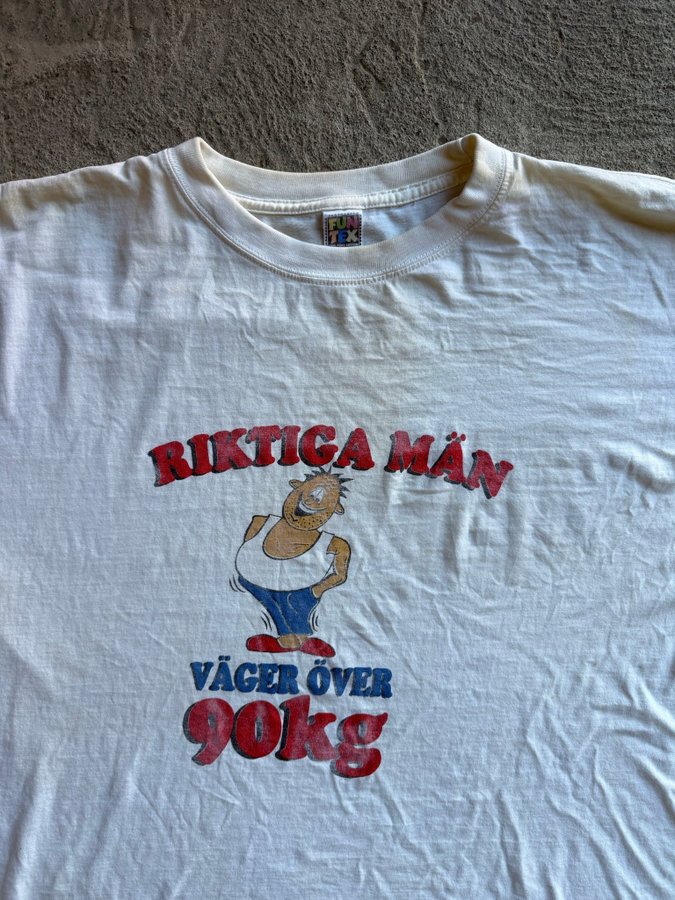 FUN
TEX
RIKTIGA MÄN
VÄGER ÖVER
90kg